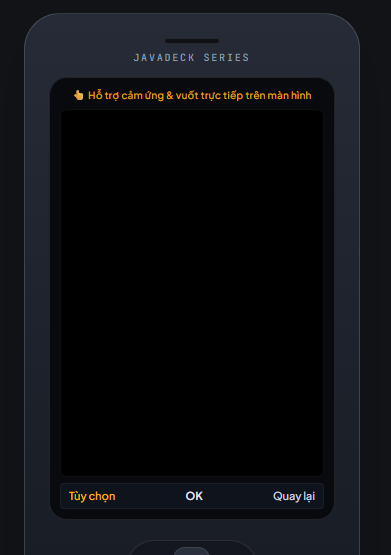 JAVADECK SERIES
👆 Hỗ trợ cảm ứng & vuốt trực tiếp trên màn hình
Tùy chọn OK Quay lại